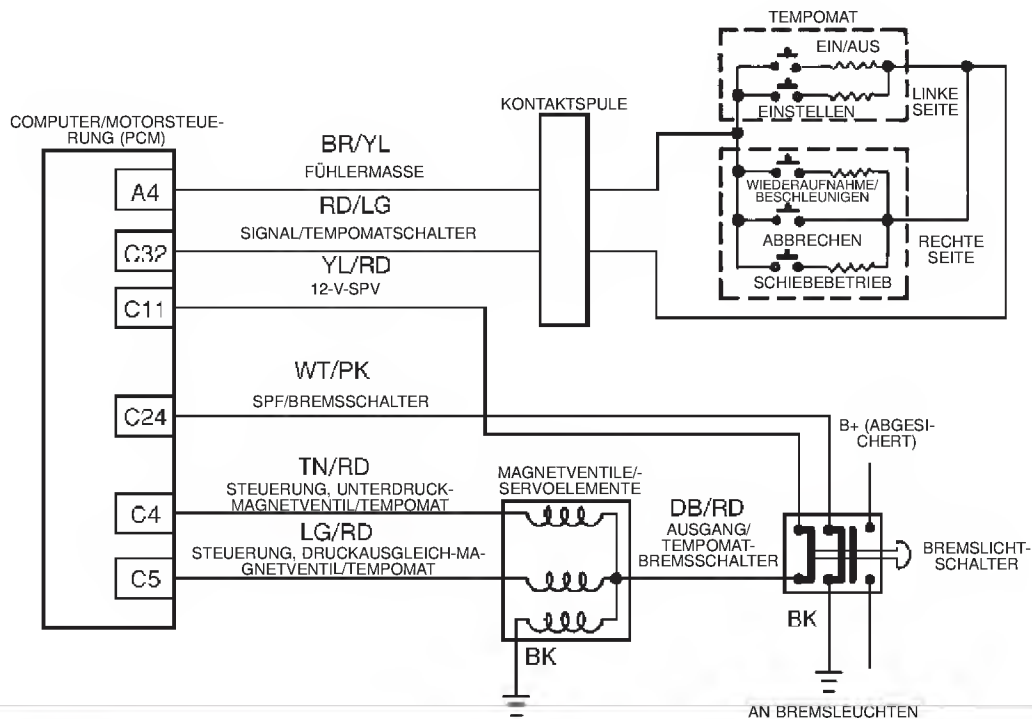 TEMPOMAT
EIN/AUS
EINSTELLEN
LINKE
SEITE
KONTAKTSPULE
COMPUTER/MOTORSTEUE-
RUNG (PCM)
BR/YL
A4
FÜHLERMASSE
WIEDERAUFNAHME/
BESCHLEUNIGEN
RD/LG
C32
SIGNAL/TEMPOMATSCHALTER
ABBRECHEN
RECHTE
SEITE
YL/RD
SCHIEBEBETRIEB
12-V-SPV
C11
WT/PK
C24
SPF/BREMSSCHALTER
B+ (ABGESI-
CHERT)
TN/RD
MAGNETVENTILE/-
SERVOELEMENTE
STEUERUNG, UNTERDRUCK-
MAGNETVENTIL/TEMPOMAT
C4
DB/RD
AUSGANG/
TEMPOMAT-
BREMSSCHALTER
LG/RD
STEUERUNG, DRUCKAUSGLEICH-MA-
GNETVENTIL/TEMPOMAT
C5
BREMSLICHT-
SCHALTER
BK
BK
AN BREMSLEUCHTEN